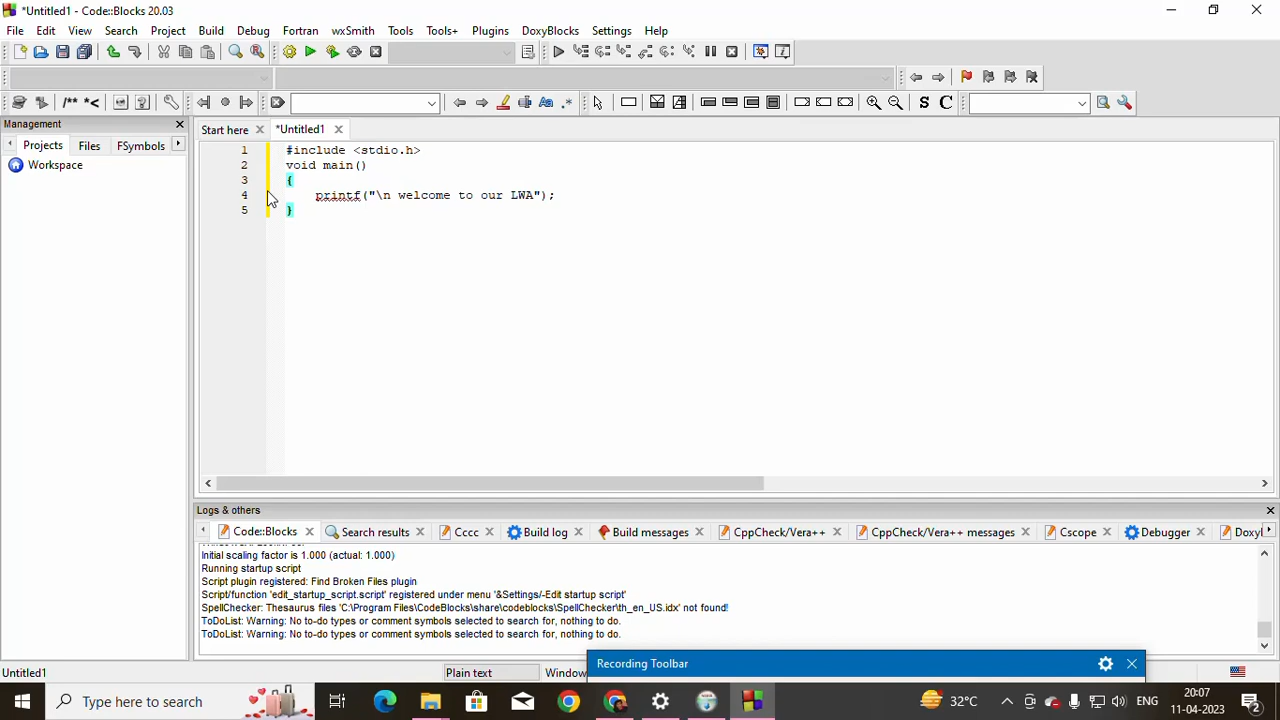 *Untitled1 - Code::Blocks 20.03
File Edit View Search Project Build Debug Fortran wxSmith Tools Tools+ Plugins DoxyBlocks Settings Help
/** *< Aa .* S C
Management
Projects Files FSymbols
Workspace
Start here *Untitled1
1 #include <stdio.h>
2 void main()
3 {
4 printf("\n welcome to our LWA");
5 }
Logs & others
Code::Blocks Search results Cccc Build log Build messages CppCheck/Vera++ CppCheck/Vera++ messages Cscope Debugger Doxyl
Initial scaling factor is 1.000 (actual: 1.000)
Running startup script
Script plugin registered: Find Broken Files plugin
Script/function 'edit_startup_script.script' registered under menu '&Settings/-Edit startup script'
SpellChecker: Thesaurus files 'C:\Program Files\CodeBlocks\share\codeblocks\SpellChecker\th_en_US.idx' not found!
ToDoList: Warning: No to-do types or comment symbols selected to search for, nothing to do.
ToDoList: Warning: No to-do types or comment symbols selected to search for, nothing to do.
Untitled1 Plain text Window
Recording Toolbar
Type here to search
32°C
ENG
20:07
11-04-2023
2